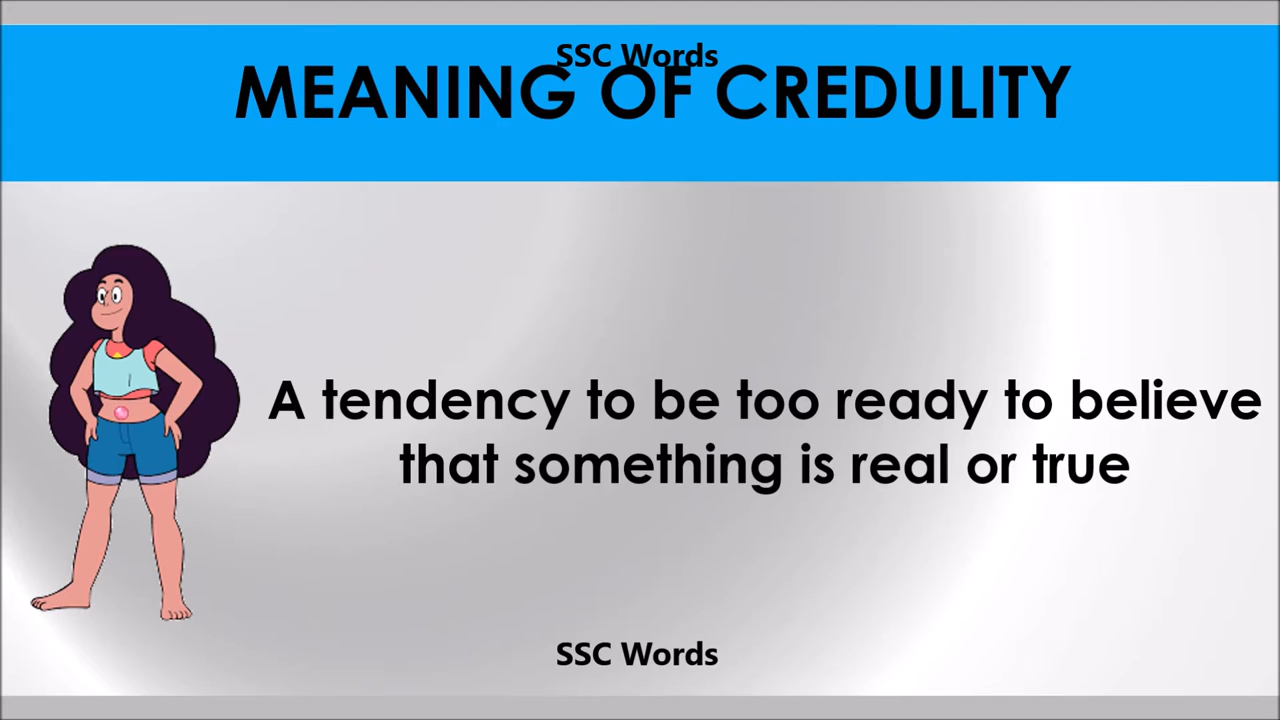 SSC Words
MEANING OF CREDULITY
A tendency to be too ready to believe
that something is real or true
SSC Words